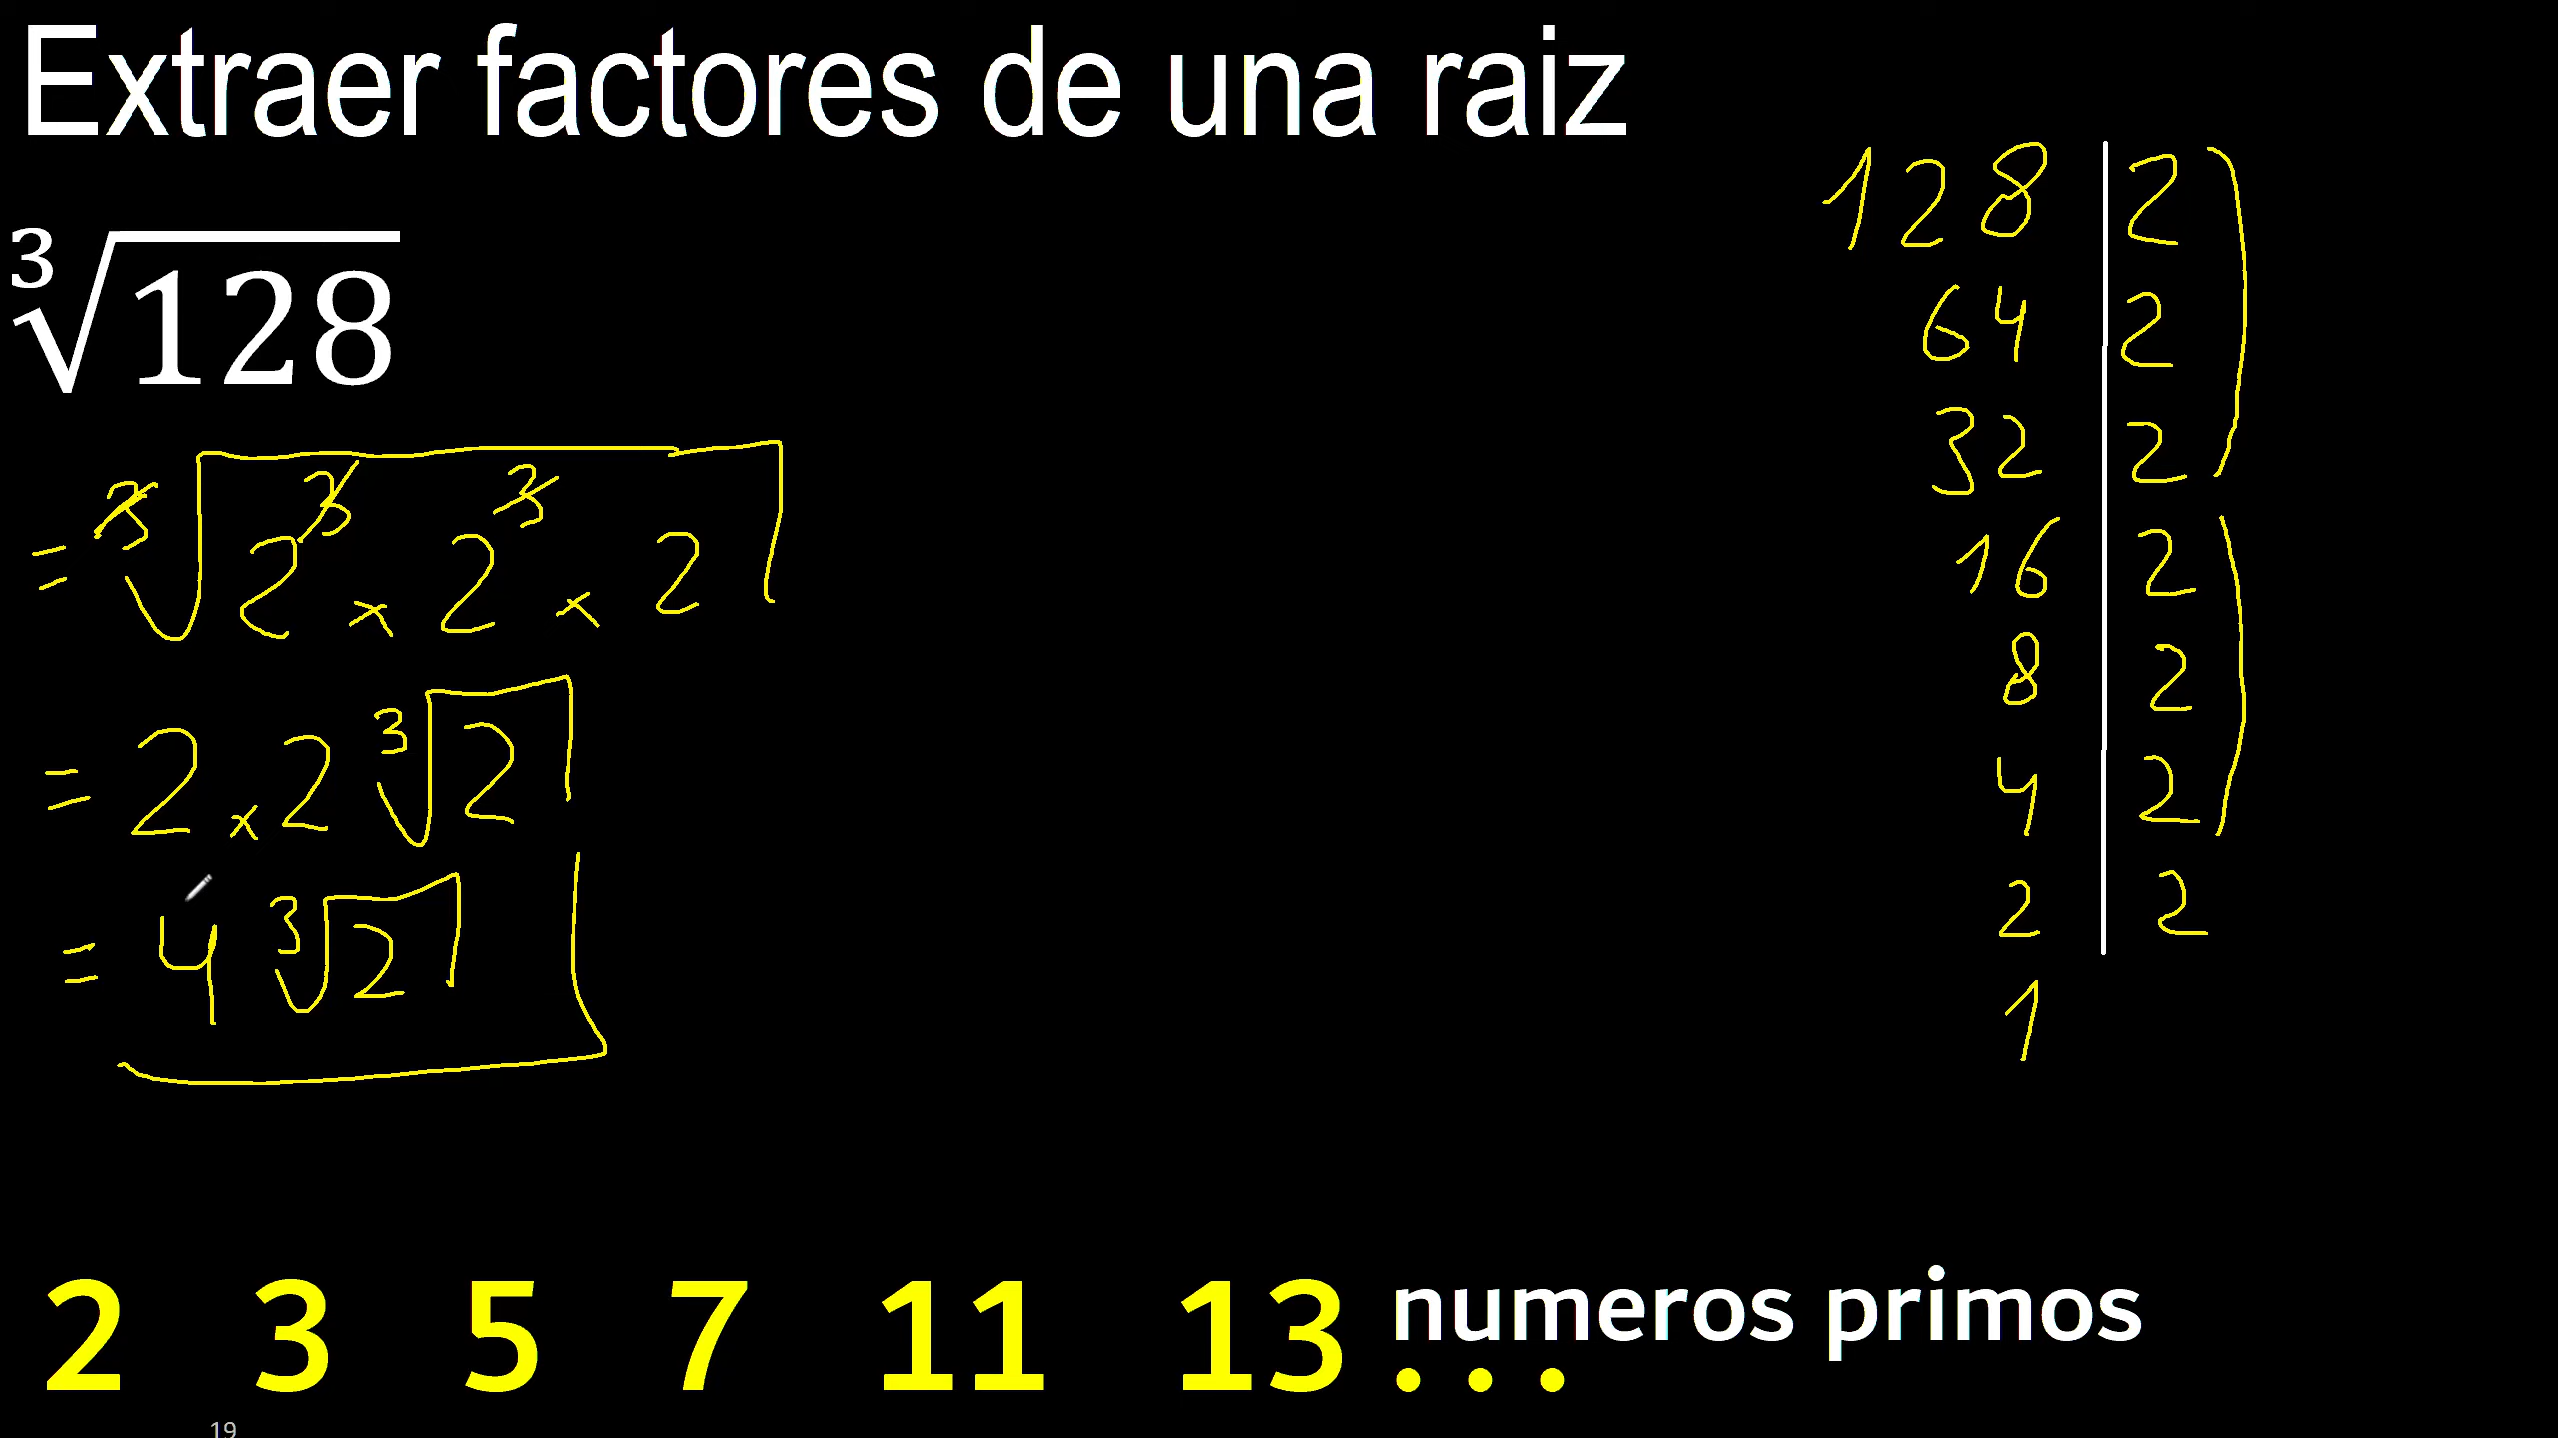 Extraer factores de una raiz
∛128
= ∛2³ × 2³ × 2
= 2 × 2 ∛2
= 4 ∛2
128 | 2
64 | 2
32 | 2
16 | 2
8 | 2
4 | 2
2 | 2
1
2 3 5 7 11 13 ... numeros primos
19